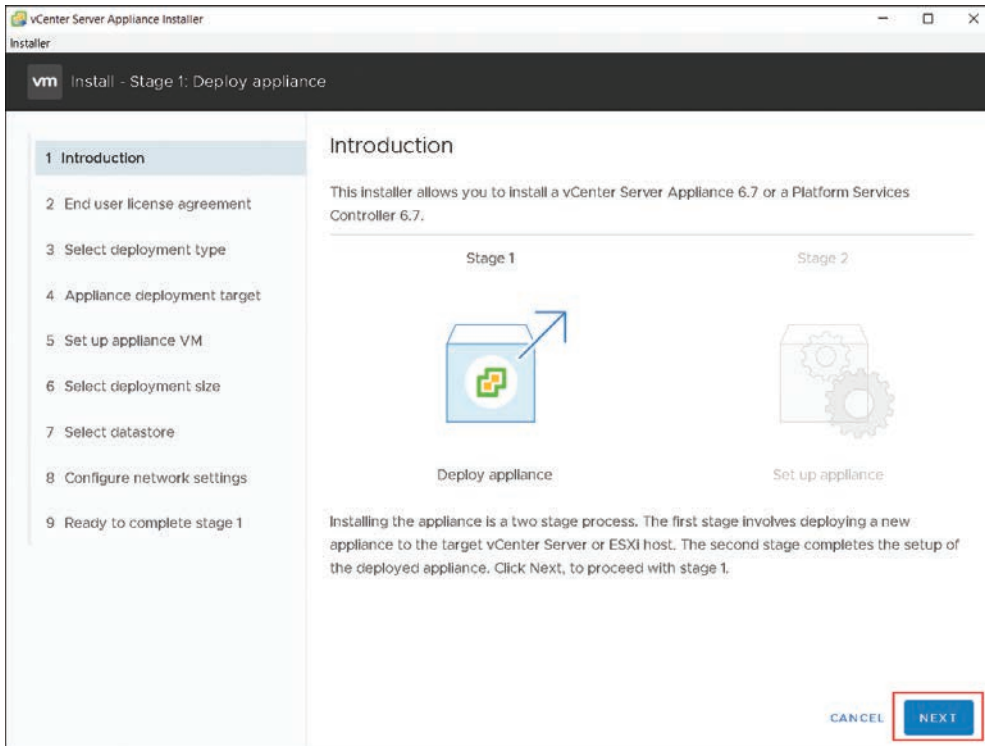 vCenter Server Appliance Installer
Installer
vm Install - Stage 1: Deploy appliance
1 Introduction
2 End user license agreement
3 Select deployment type
4 Appliance deployment target
5 Set up appliance VM
6 Select deployment size
7 Select datastore
8 Configure network settings
9 Ready to complete stage 1
Introduction
This installer allows you to install a vCenter Server Appliance 6.7 or a Platform Services
Controller 6.7.
Stage 1
Stage 2
Deploy appliance
Set up appliance
Installing the appliance is a two stage process. The first stage involves deploying a new
appliance to the target vCenter Server or ESXi host. The second stage completes the setup of
the deployed appliance. Click Next, to proceed with stage 1.
CANCEL
NEXT